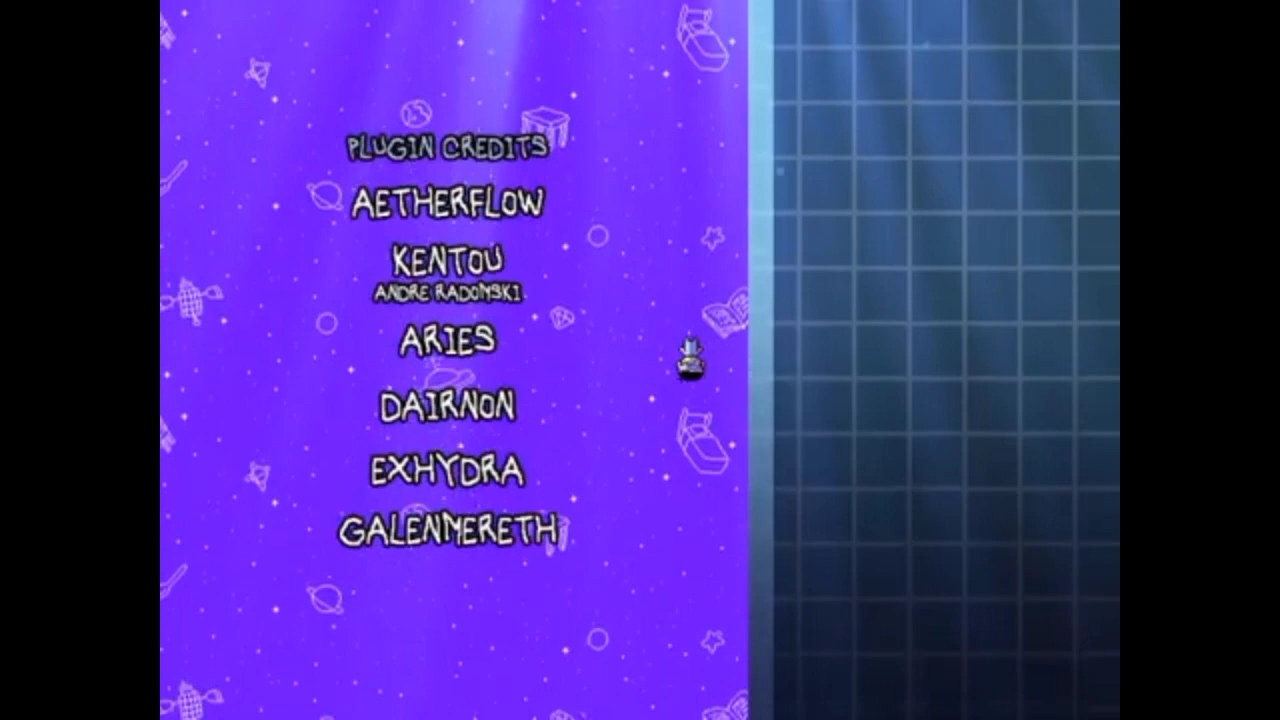 PLUGIN CREDITS
AETHERFLOW
KENTOU
ANDRE RADOMSKI
ARIES
DAIRNON
EXHYDRA
GALENMERETH